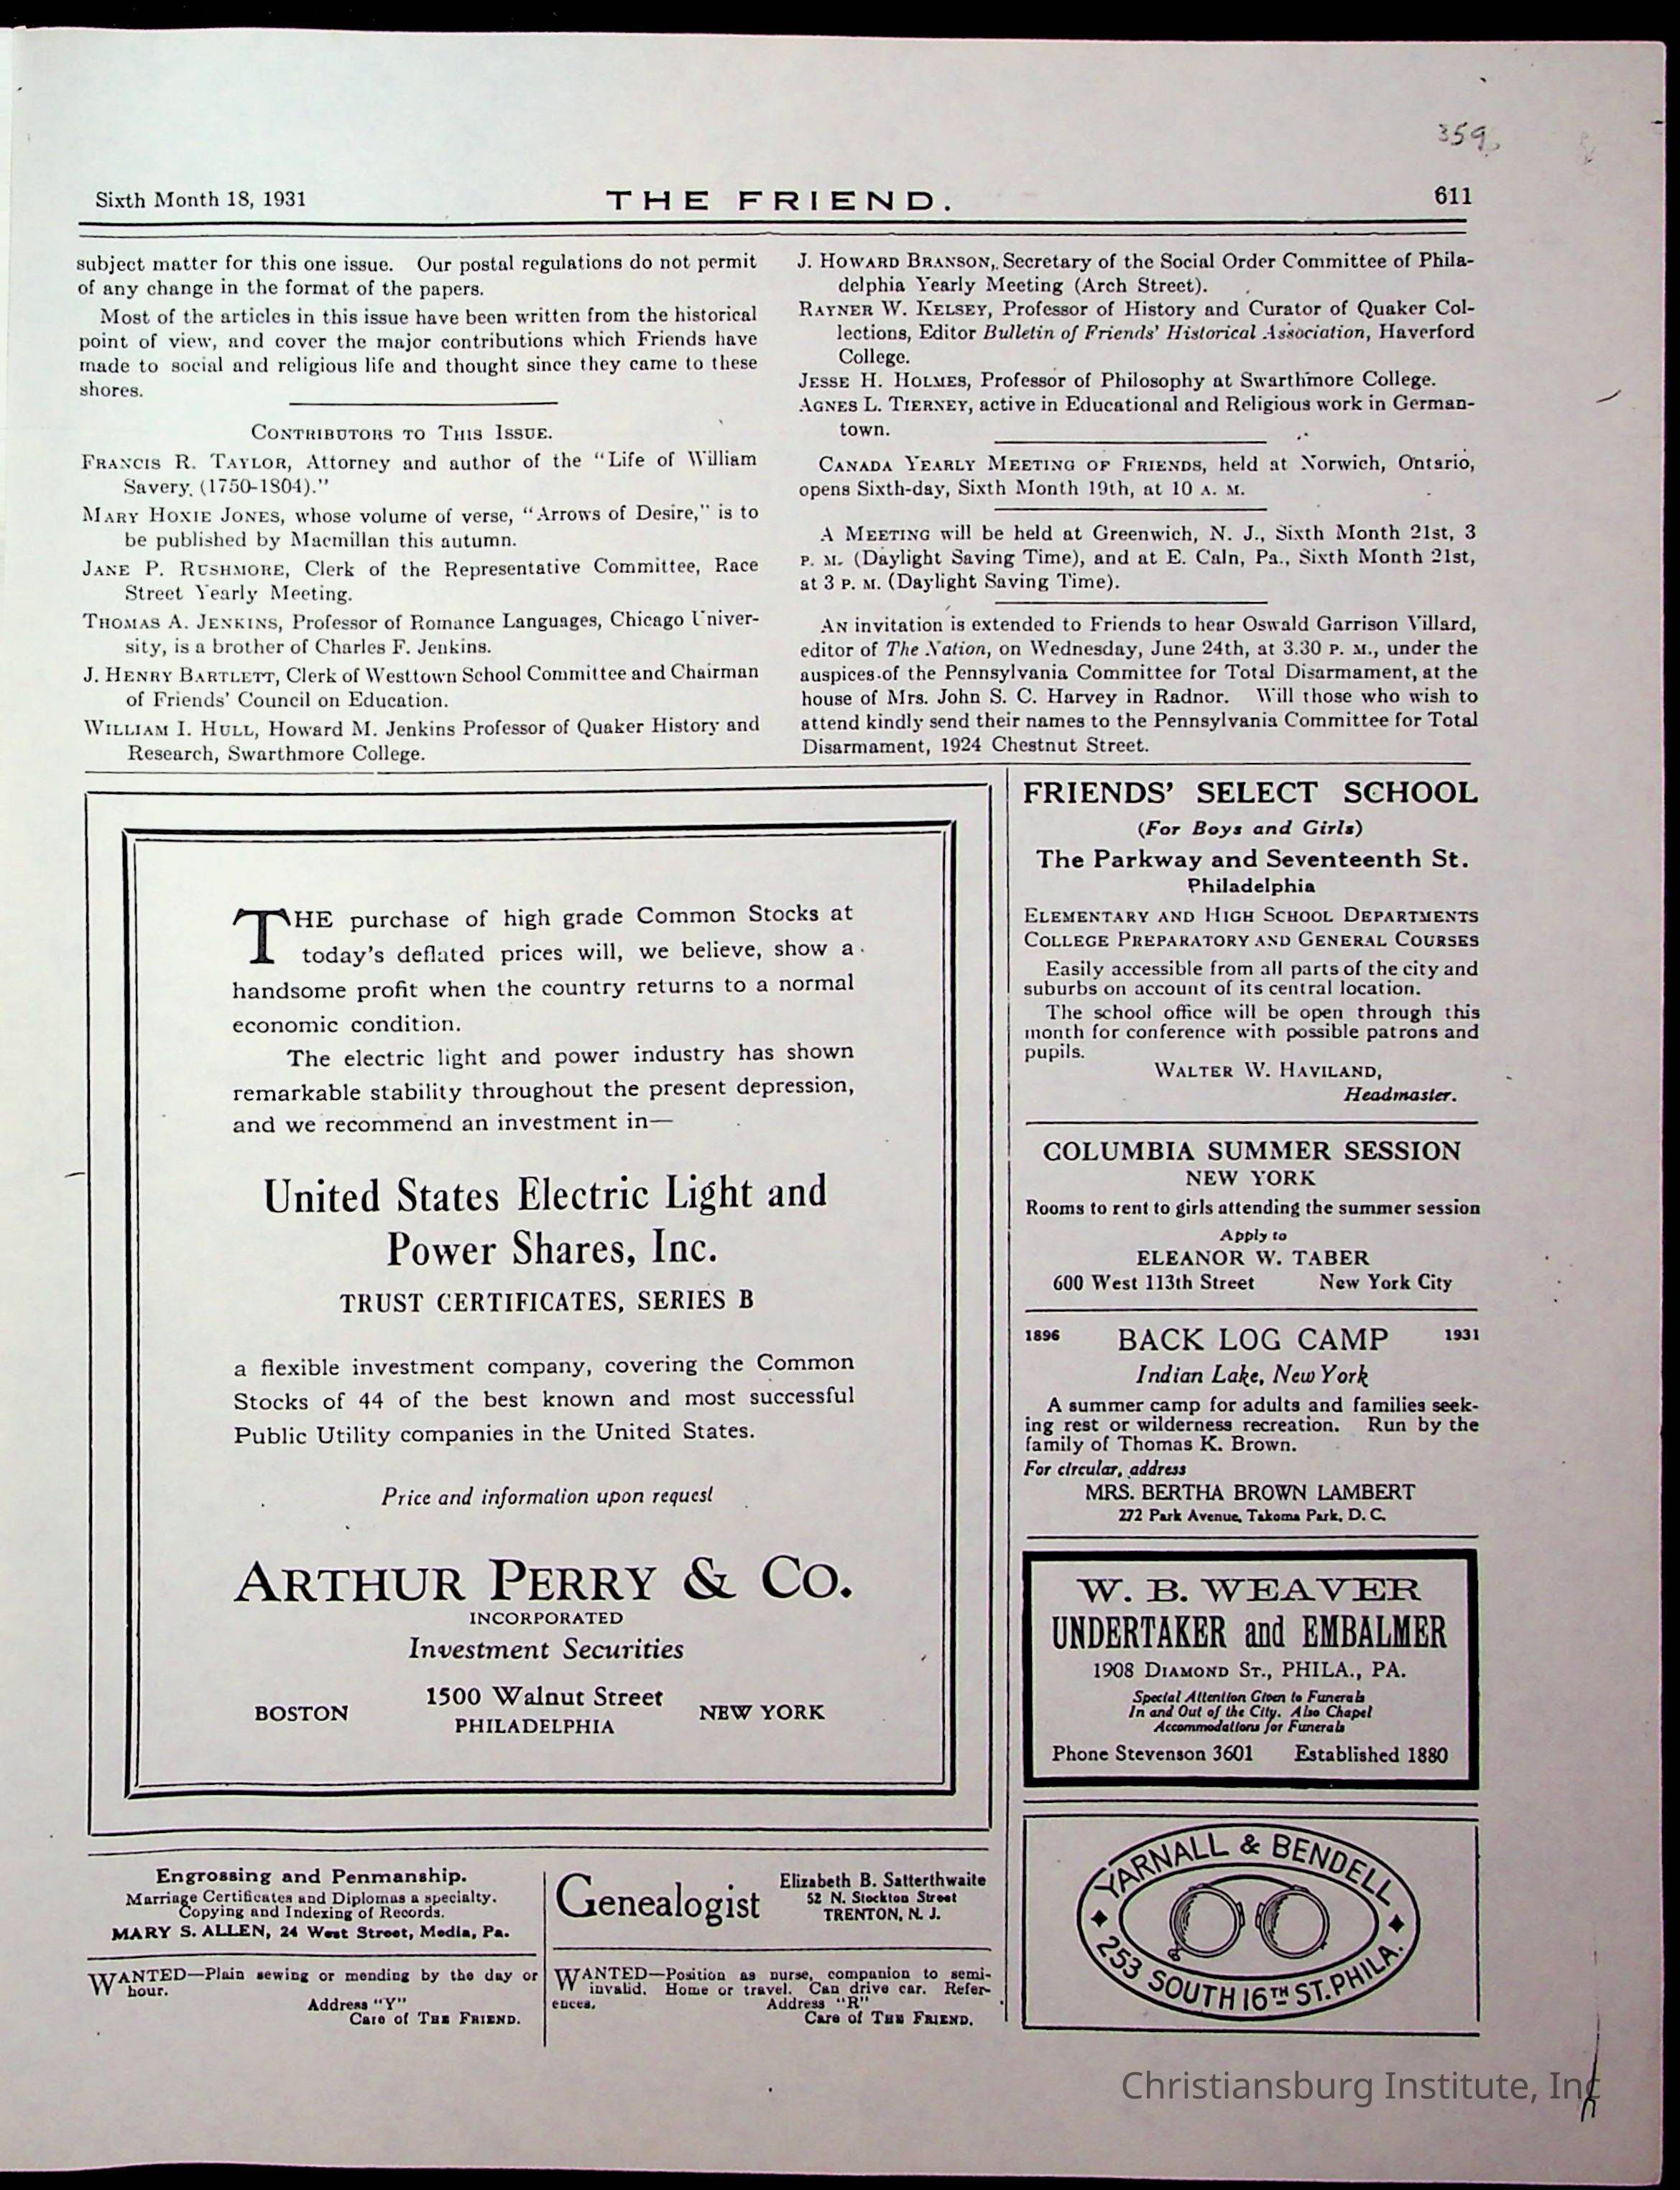 359
Sixth Month 18, 1931
THE FRIEND.
611
subject matter for this one issue. Our postal regulations do not permit
of any change in the format of the papers.
Most of the articles in this issue have been written from the historical
point of view, and cover the major contributions which Friends have
made to social and religious life and thought since they came to these
shores.
CONTRIBUTORS TO THIS ISSUE.
FRANCIS R. TAYLOR, Attorney and author of the "Life of William
Savery, (1750-1804)."
MARY HOXIE JONES, whose volume of verse, "Arrows of Desire," is to
be published by Macmillan this autumn.
JANE P. RUSHMORE, Clerk of the Representative Committee, Race
Street Yearly Meeting.
THOMAS A. JENKINS, Professor of Romance Languages, Chicago Univer-
sity, is a brother of Charles F. Jenkins.
J. HENRY BARTLETT, Clerk of Westtown School Committee and Chairman
of Friends' Council on Education.
WILLIAM I. HULL, Howard M. Jenkins Professor of Quaker History and
Research, Swarthmore College.
J. HOWARD BRANSON, Secretary of the Social Order Committee of Phila-
delphia Yearly Meeting (Arch Street).
RAYNER W. KELSEY, Professor of History and Curator of Quaker Col-
lections, Editor Bulletin of Friends' Historical Association, Haverford
College.
JESSE H. HOLMES, Professor of Philosophy at Swarthmore College.
AGNES L. TIERNEY, active in Educational and Religious work in German-
town.
CANADA YEARLY MEETING OF FRIENDS, held at Norwich, Ontario,
opens Sixth-day, Sixth Month 19th, at 10 A. M.
A MEETING will be held at Greenwich, N. J., Sixth Month 21st, 3
P. M. (Daylight Saving Time), and at E. Caln, Pa., Sixth Month 21st,
at 3 P. M. (Daylight Saving Time).
AN invitation is extended to Friends to hear Oswald Garrison Villard,
editor of The Nation, on Wednesday, June 24th, at 3.30 P. M., under the
auspices of the Pennsylvania Committee for Total Disarmament, at the
house of Mrs. John S. C. Harvey in Radnor. Will those who wish to
attend kindly send their names to the Pennsylvania Committee for Total
Disarmament, 1924 Chestnut Street.
THE purchase of high grade Common Stocks at
today's deflated prices will, we believe, show a
handsome profit when the country returns to a normal
economic condition.
The electric light and power industry has shown
remarkable stability throughout the present depression,
and we recommend an investment in—
United States Electric Light and
Power Shares, Inc.
TRUST CERTIFICATES, SERIES B
a flexible investment company, covering the Common
Stocks of 44 of the best known and most successful
Public Utility companies in the United States.
Price and information upon request
ARTHUR PERRY & CO.
INCORPORATED
Investment Securities
BOSTON
1500 Walnut Street
PHILADELPHIA
NEW YORK
FRIENDS' SELECT SCHOOL
(For Boys and Girls)
The Parkway and Seventeenth St.
Philadelphia
ELEMENTARY AND HIGH SCHOOL DEPARTMENTS
COLLEGE PREPARATORY AND GENERAL COURSES
Easily accessible from all parts of the city and
suburbs on account of its central location.
The school office will be open through this
month for conference with possible patrons and
pupils.
WALTER W. HAVILAND,
Headmaster.
COLUMBIA SUMMER SESSION
NEW YORK
Rooms to rent to girls attending the summer session
Apply to
ELEANOR W. TABER
600 West 113th Street New York City
1896 BACK LOG CAMP 1931
Indian Lake, New York
A summer camp for adults and families seek-
ing rest or wilderness recreation. Run by the
family of Thomas K. Brown.
For circular, address
MRS. BERTHA BROWN LAMBERT
272 Park Avenue, Takoma Park, D. C.
W. B. WEAVER
UNDERTAKER and EMBALMER
1908 DIAMOND ST., PHILA., PA.
Special Attention Given to Funerals
In and Out of the City. Also Chapel
Accommodations for Funerals
Phone Stevenson 3601 Established 1880
YARNALL & BENDELL
253 SOUTH 16TH ST. PHILA.
Engrossing and Penmanship.
Marriage Certificates and Diplomas a specialty.
Copying and Indexing of Records.
MARY S. ALLEN, 24 West Street, Media, Pa.
Genealogist
Elizabeth B. Satterthwaite
52 N. Stockton Street
TRENTON, N. J.
WANTED—Plain sewing or mending by the day or
hour.
Address "Y"
Care of THE FRIEND.
WANTED—Position as nurse, companion to semi-
invalid. Home or travel. Can drive car. Refer-
ences. Address "R"
Care of THE FRIEND.
Christiansburg Institute, Inc